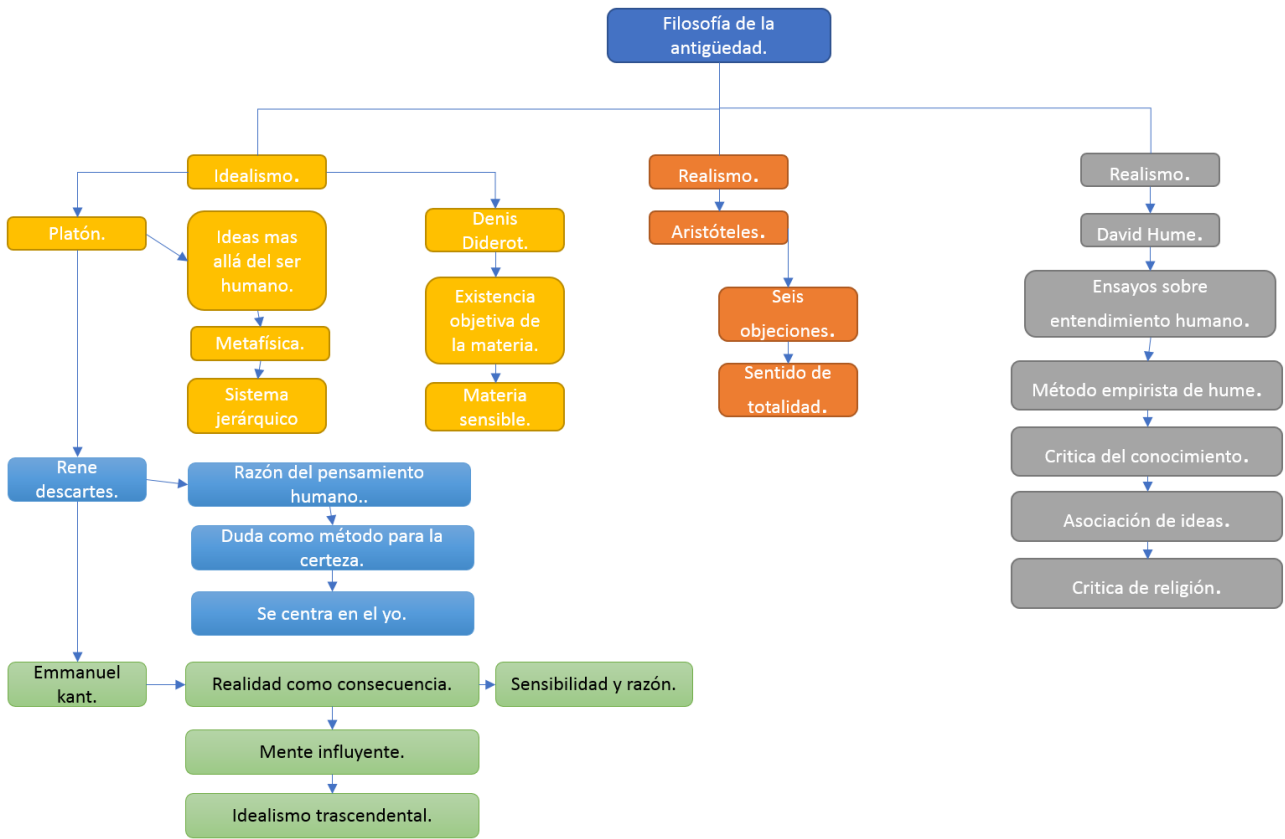 Filosofía de la
antigüedad.
Idealismo.
Platón.
Ideas mas
allá del ser
humano.
Metafísica.
Sistema
jerárquico
Denis
Diderot.
Existencia
objetiva de
la materia.
Materia
sensible.
Rene
descartes.
Razón del pensamiento
humano..
Duda como método para la
certeza.
Se centra en el yo.
Emmanuel
kant.
Realidad como consecuencia.
Sensibilidad y razón.
Mente influyente.
Idealismo trascendental.
Realismo.
Aristóteles.
Seis
objeciones.
Sentido de
totalidad.
Realismo.
David Hume.
Ensayos sobre
entendimiento humano.
Método empirista de hume.
Critica del conocimiento.
Asociación de ideas.
Critica de religión.